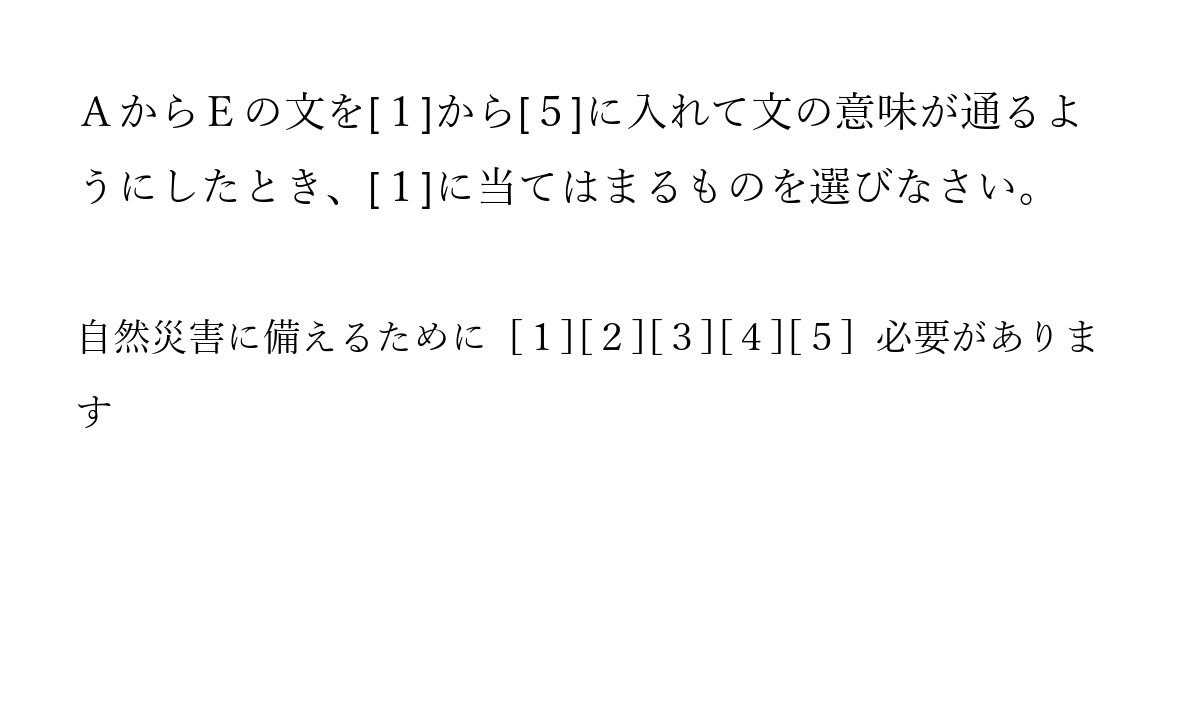 ＡからＥの文を[１]から[５]に入れて文の意味が通るよ
うにしたとき、[１]に当てはまるものを選びなさい。
自然災害に備えるために［１][２][３][４][５］必要がありま
す